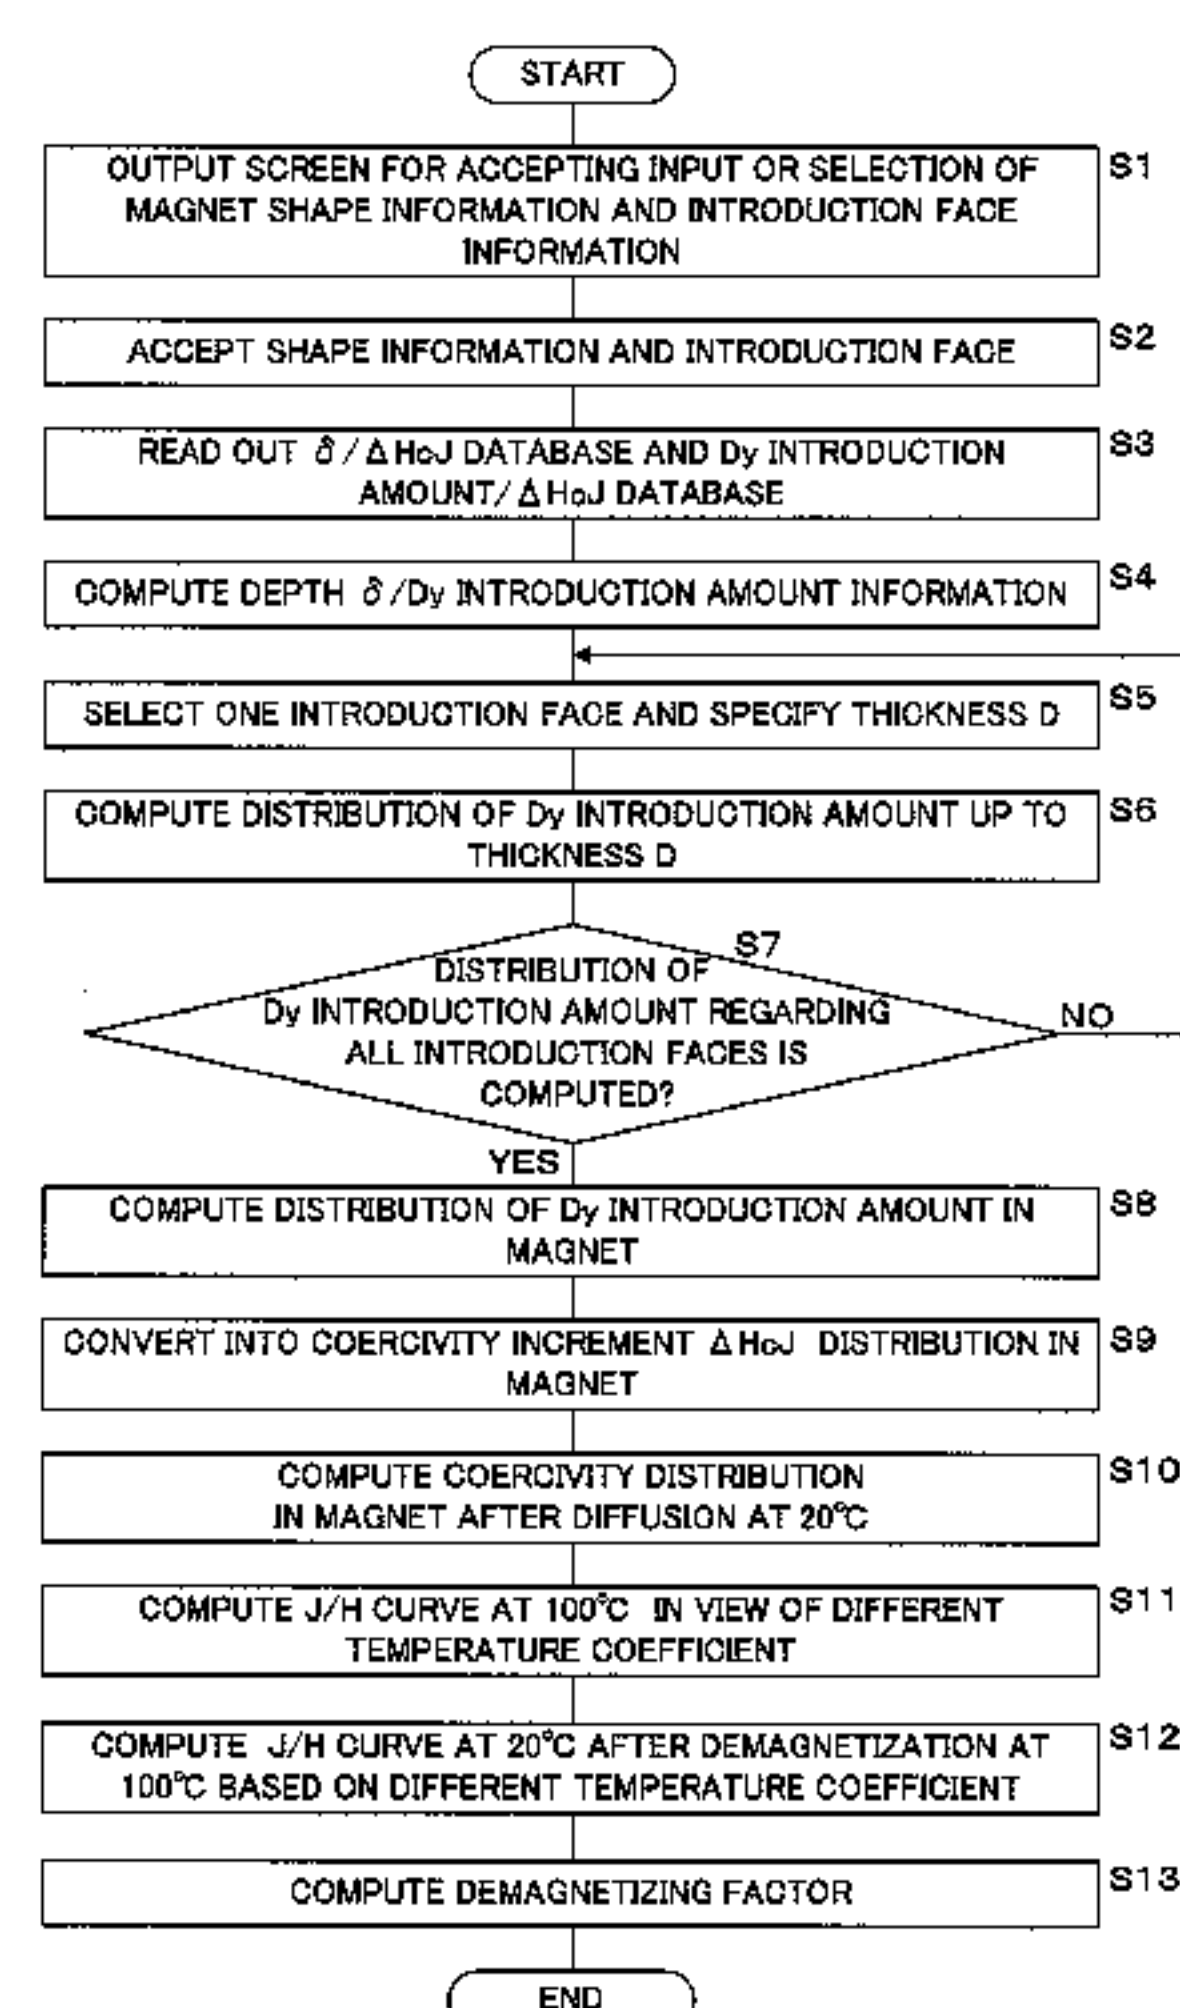 START
S1
OUTPUT SCREEN FOR ACCEPTING INPUT OR SELECTION OF
MAGNET SHAPE INFORMATION AND INTRODUCTION FACE
INFORMATION
S2
ACCEPT SHAPE INFORMATION AND INTRODUCTION FACE
S3
READ OUT δ/ΔHcJ DATABASE AND Dy INTRODUCTION
AMOUNT/ΔHcJ DATABASE
S4
COMPUTE DEPTH δ/Dy INTRODUCTION AMOUNT INFORMATION
S5
SELECT ONE INTRODUCTION FACE AND SPECIFY THICKNESS D
S6
COMPUTE DISTRIBUTION OF Dy INTRODUCTION AMOUNT UP TO
THICKNESS D
S7
DISTRIBUTION OF
Dy INTRODUCTION AMOUNT REGARDING
ALL INTRODUCTION FACES IS
COMPUTED?
NO
YES
S8
COMPUTE DISTRIBUTION OF Dy INTRODUCTION AMOUNT IN
MAGNET
S9
CONVERT INTO COERCIVITY INCREMENT ΔHcJ DISTRIBUTION IN
MAGNET
S10
COMPUTE COERCIVITY DISTRIBUTION
IN MAGNET AFTER DIFFUSION AT 20°C
S11
COMPUTE J/H CURVE AT 100°C IN VIEW OF DIFFERENT
TEMPERATURE COEFFICIENT
S12
COMPUTE J/H CURVE AT 20°C AFTER DEMAGNETIZATION AT
100°C BASED ON DIFFERENT TEMPERATURE COEFFICIENT
S13
COMPUTE DEMAGNETIZING FACTOR
END